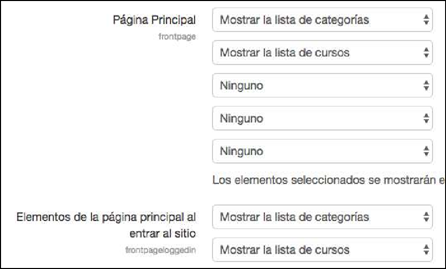 Página Principal
Mostrar la lista de categorías
frontpage
Mostrar la lista de cursos
Ninguno
Ninguno
Ninguno
Los elementos seleccionados se mostrarán e
Elementos de la página principal al
entrar al sitio
frontpageloggedin
Mostrar la lista de categorías
Mostrar la lista de cursos